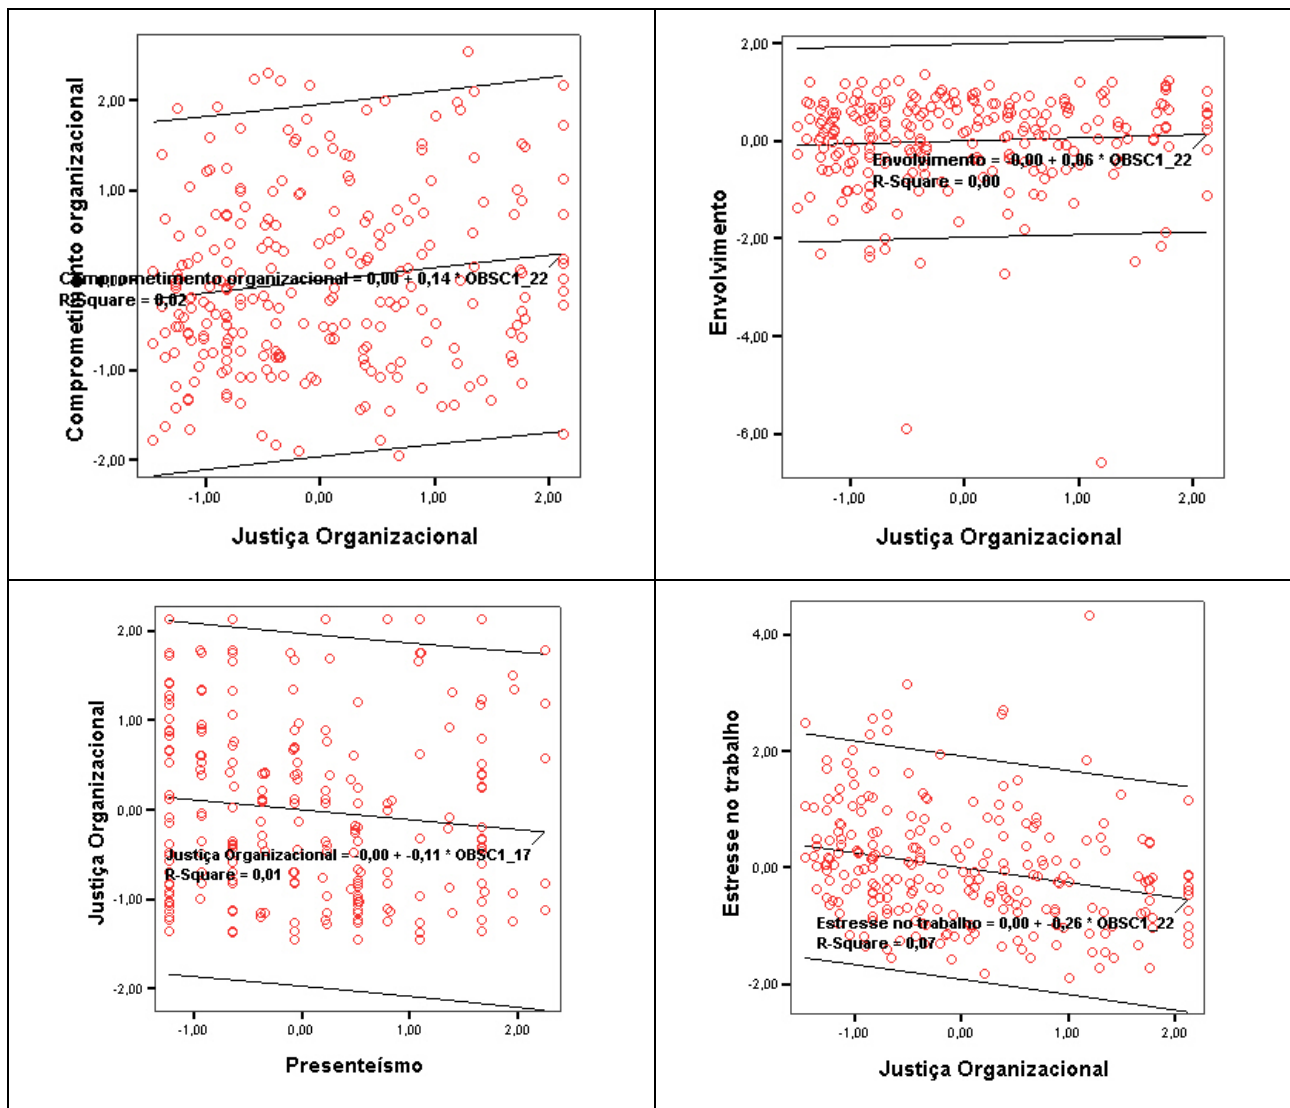 2,00
1,00
0,00
-1,00
-2,00
Comprometimento organizacional
Comprometimento organizacional = 0,00 + 0,14 * OBSC1_22
R-Square = 0,02
-1,00 0,00 1,00 2,00
Justiça Organizacional
2,00
0,00
-2,00
-4,00
-6,00
Envolvimento
Envolvimento = -0,00 + 0,06 * OBSC1_22
R-Square = 0,00
-1,00 0,00 1,00 2,00
Justiça Organizacional
2,00
1,00
0,00
-1,00
-2,00
Justiça Organizacional
Justiça Organizacional = -0,00 + -0,11 * OBSC1_17
R-Square = 0,01
-1,00 0,00 1,00 2,00
Presenteísmo
4,00
2,00
0,00
-2,00
Estresse no trabalho
Estresse no trabalho = 0,00 + -0,26 * OBSC1_22
R-Square = 0,07
-1,00 0,00 1,00 2,00
Justiça Organizacional